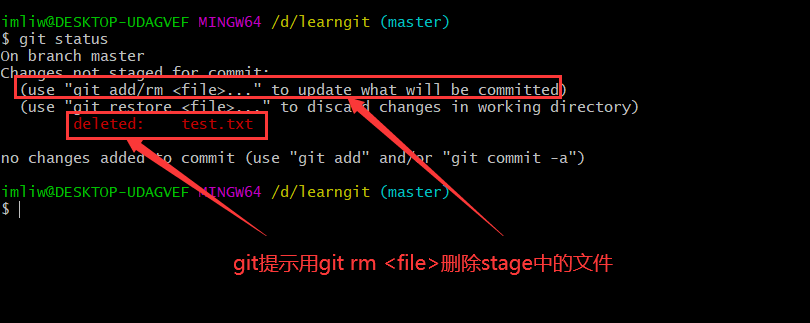 imliw@DESKTOP-UDAGVEF MINGW64 /d/learngit (master)
$ git status
On branch master
Changes not staged for commit:
  (use "git add/rm <file>..." to update what will be committed)
  (use "git restore <file>..." to discard changes in working directory)
        deleted:    test.txt
no changes added to commit (use "git add" and/or "git commit -a")
imliw@DESKTOP-UDAGVEF MINGW64 /d/learngit (master)
$
git提示用git rm <file>删除stage中的文件